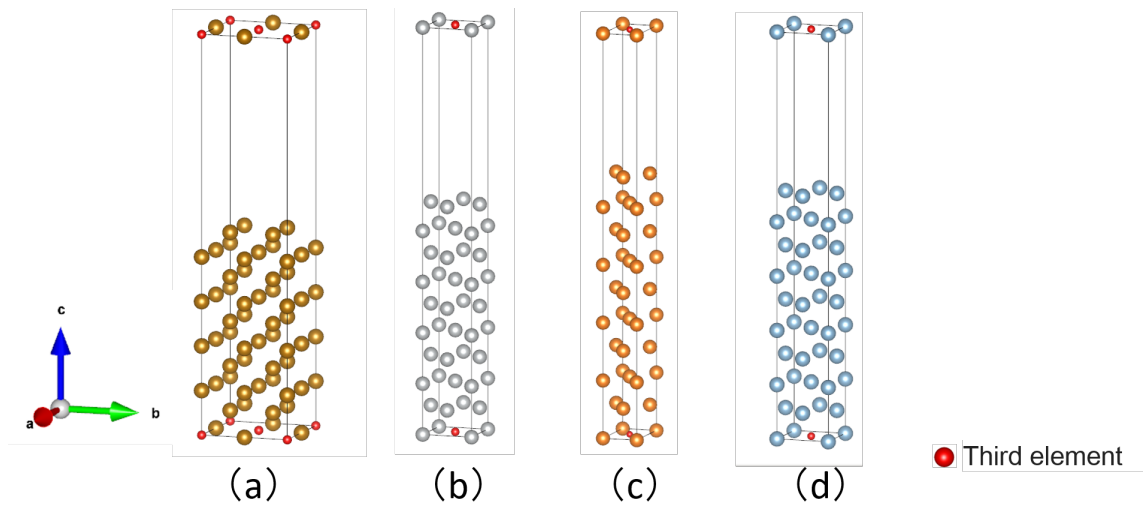 c
b
a
Third element
（a）
（b）
（c）
（d）